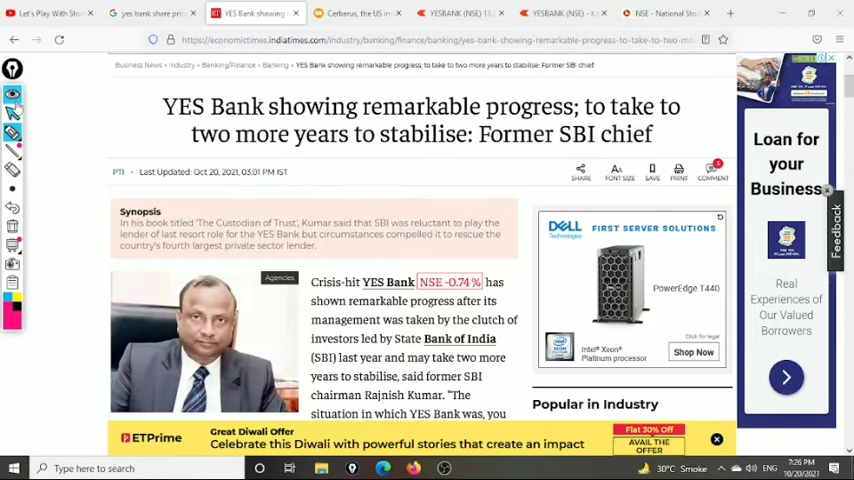 Let's Play With Stoc
yes bank share price
YES Bank showing r
Cerberus, the US in
YESBANK (NSE) 13.
YESBANK (NSE) - Ki
NSE - National Stock
https://economictimes.indiatimes.com/industry/banking/finance/banking/yes-bank-showing-remarkable-progress-to-take-to-two-mo
Business News › Industry › Banking/Finance › Banking › YES Bank showing remarkable progress; to take to two more years to stabilise: Former SBI chief
YES Bank showing remarkable progress; to take to
two more years to stabilise: Former SBI chief
PTI • Last Updated: Oct 20, 2021, 03:01 PM IST
SHARE
FONT SIZE
SAVE
PRINT
COMMENT
Synopsis
In his book titled 'The Custodian of Trust', Kumar said that SBI was reluctant to play the
lender of last resort role for the YES Bank but circumstances compelled it to rescue the
country's fourth largest private sector lender.
Agencies
Crisis-hit YES Bank NSE -0.74 % has
shown remarkable progress after its
management was taken by the clutch of
investors led by State Bank of India
(SBI) last year and may take two more
years to stabilise, said former SBI
chairman Rajnish Kumar. "The
situation in which YES Bank was, you
DELL
Technologies
FIRST SERVER SOLUTIONS
PowerEdge T440
Intel® Xeon®
Platinum processor
Click for legal
Shop Now
Popular in Industry
Loan for
your
Business
Real
Experiences of
Our Valued
Borrowers
Feedback
ETPrime
Great Diwali Offer
Celebrate this Diwali with powerful stories that create an impact
Flat 30% Off
AVAIL THE
OFFER
Type here to search
30°C Smoke
ENG
7:26 PM
10/20/2021